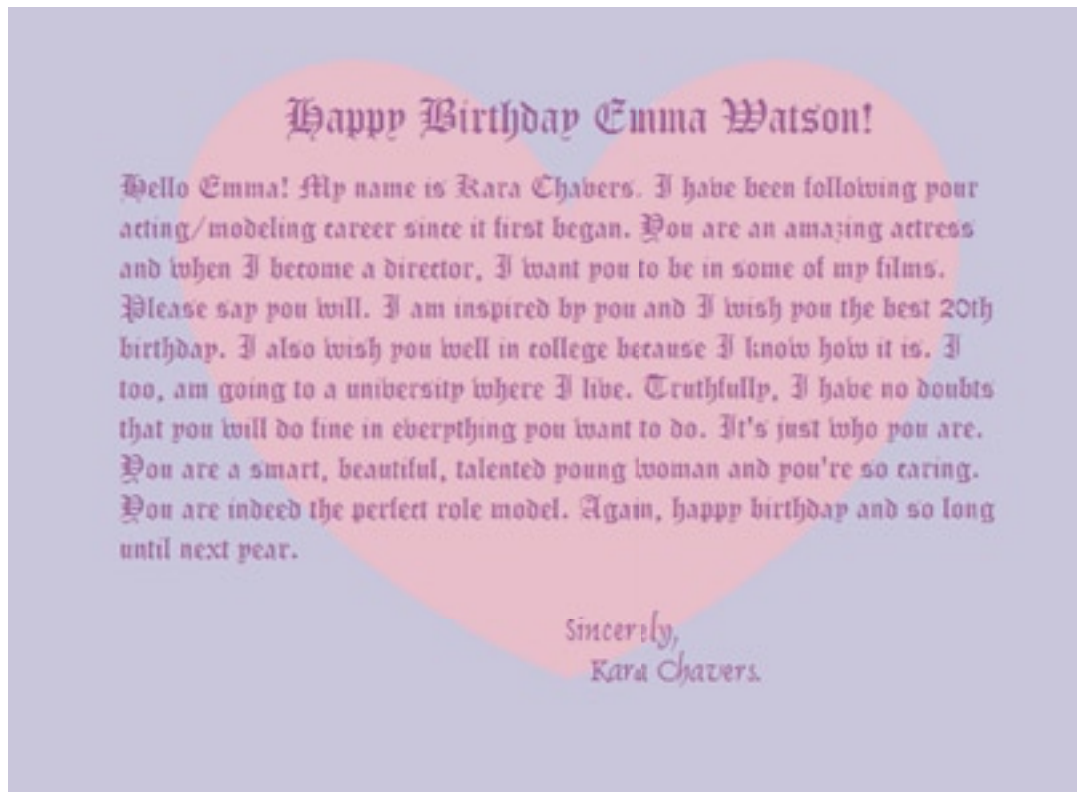 Happy Birthday Emma Watson!
Hello Emma! My name is Kara Chavers. I have been following your
acting/modeling career since it first began. You are an amazing actress
and when I become a director, I want you to be in some of my films.
Please say you will. I am inspired by you and I wish you the best 20th
birthday. I also wish you well in college because I know how it is. I
too, am going to a university where I live. Truthfully, I have no doubts
that you will do fine in everything you want to do. It's just who you are.
You are a smart, beautiful, talented young woman and you're so caring.
You are indeed the perfect role model. Again, happy birthday and so long
until next year.
Sincerely,
Kara Chavers.